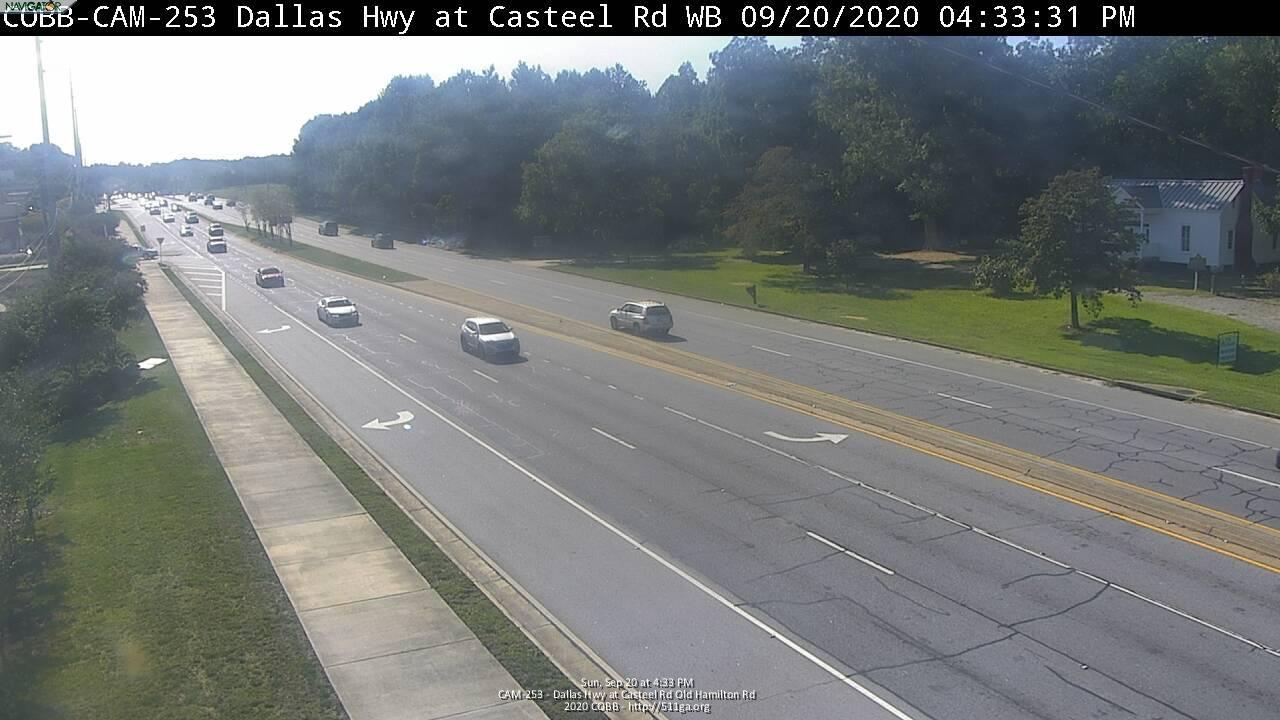 NAVIGATOR
COBB-CAM-253 Dallas Hwy at Casteel Rd WB 09/20/2020 04:33:31 PM
Sun, Sep 20 at 4:33 PM
CAM-253 - Dallas Hwy at Casteel Rd Old Hamilton Rd
2020 COBB - http://511ga.org